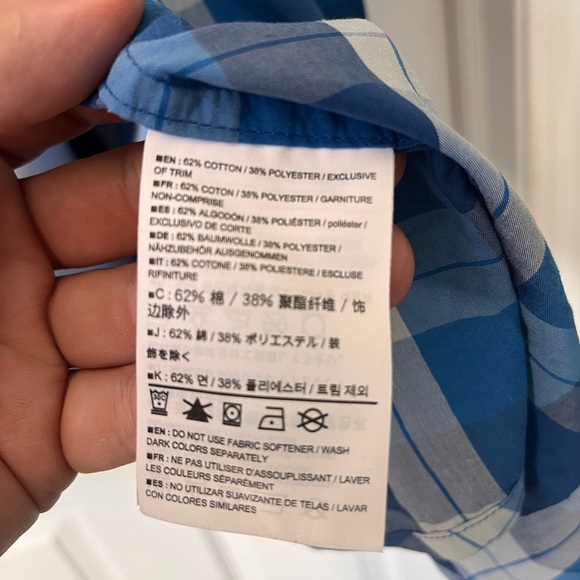 ■EN : 62% COTTON / 38% POLYESTER / EXCLUSIVE
OF TRIM
■FR : 62% COTON / 38% POLYESTER / GARNITURE
NON-COMPRISE
■ES : 62% ALGODÓN / 38% POLIÉSTER / poliéster /
EXCLUSIVO DE CORTE
■DE : 62% BAUMWOLLE / 38% POLYESTER /
NÄHZUBEHÖR AUSGENOMMEN
■IT : 62% COTONE / 38% POLIESTERE / ESCLUSE
RIFINITURE
■C : 62% 棉 / 38% 聚酯纤维 / 饰
边除外
■J : 62% 綿 / 38% ポリエステル / 装
飾を除く
■K : 62% 면 / 38% 폴리에스터 / 트림 제외
■EN : DO NOT USE FABRIC SOFTENER / WASH
DARK COLORS SEPARATELY
■FR : NE PAS UTILISER D'ASSOUPLISSANT / LAVER
LES COULEURS SÉPARÉMENT
■ES : NO UTILIZAR SUAVIZANTE DE TELAS / LAVAR
CON COLORES SIMILARES